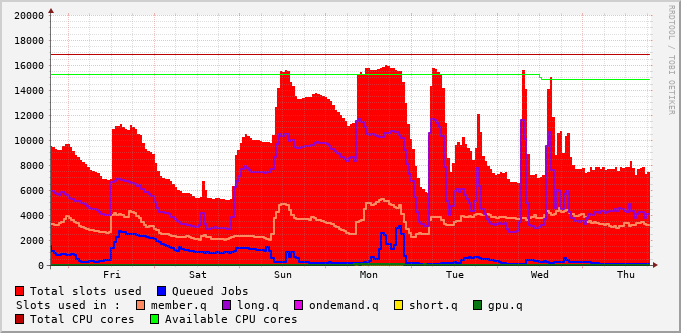 20000
18000
16000
14000
12000
10000
8000
6000
4000
2000
0
Fri Sat Sun Mon Tue Wed Thu
RRDTOOL / TOBI OETIKER
Total slots used Queued Jobs
Slots used in : member.q long.q ondemand.q short.q gpu.q
Total CPU cores Available CPU cores